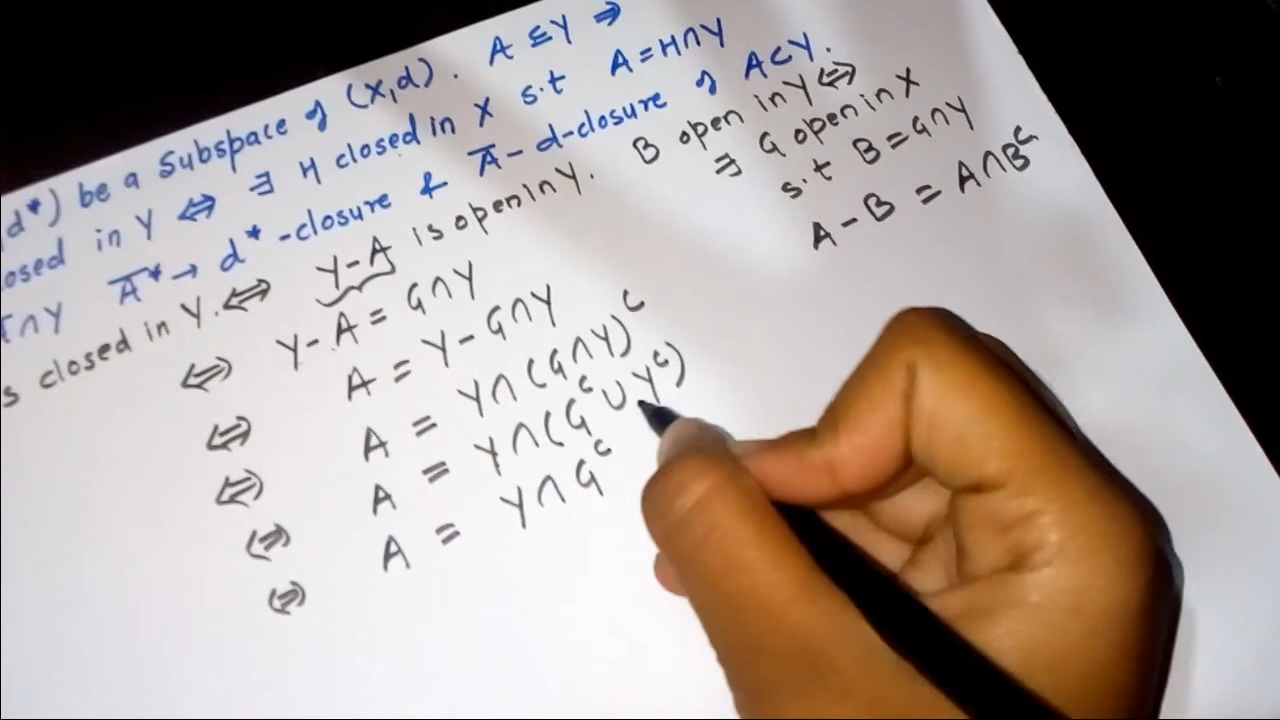 d*) be a Subspace of (X,d). A ⊆ Y ⇒
closed in Y ⇔ ∃ H closed in X s.t A = H∩Y
∩Y A̅* → d* -closure & A̅ - d-closure of A⊂Y.
s closed in Y. ⇔ Y-A is open in Y.
B open in Y ⇔
∃ G open in X
s.t B = G∩Y
A-B = A∩Bᶜ
⇔ Y-A = G∩Y
⇔ A = Y-G∩Y
⇔ A = Y∩(G∩Y)ᶜ
⇔ A = Y∩(Gᶜ∪Yᶜ)
⇔ A = Y∩Gᶜ